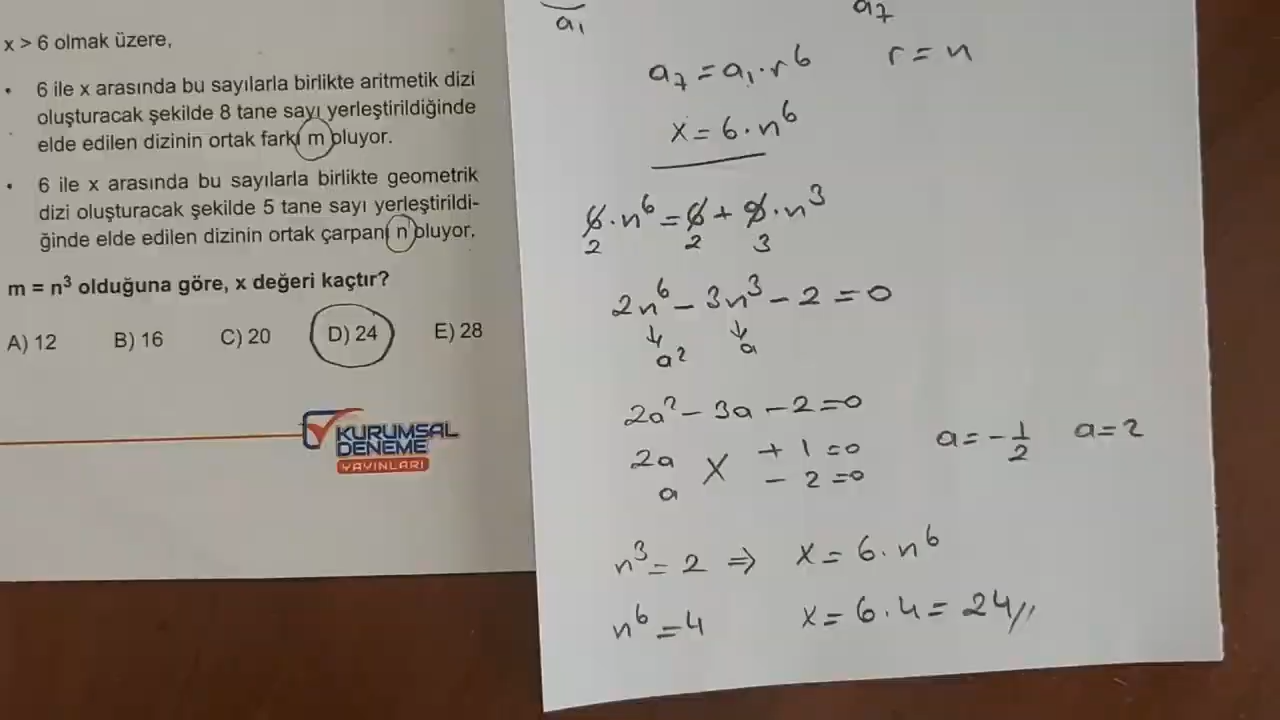 x > 6 olmak üzere,
• 6 ile x arasında bu sayılarla birlikte aritmetik dizi
oluşturacak şekilde 8 tane sayı yerleştirildiğinde
elde edilen dizinin ortak farkı m oluyor.
• 6 ile x arasında bu sayılarla birlikte geometrik
dizi oluşturacak şekilde 5 tane sayı yerleştirildi-
ğinde elde edilen dizinin ortak çarpanı n oluyor.
m = n³ olduğuna göre, x değeri kaçtır?
A) 12 B) 16 C) 20 D) 24 E) 28
KURUMSAL
DENEME
YAYINLARI
a₁ a₇
a₇ = a₁.r⁶ r = n
x = 6.n⁶
6.n⁶ = 6 + 9.n³
2 2 3
2n⁶ - 3n³ - 2 = 0
↓ ↓
a² a
2a² - 3a - 2 = 0
2a + 1 = 0 a = -1/2 a = 2
a X - 2 = 0
n³ = 2 ⇒ x = 6.n⁶
n⁶ = 4 x = 6.4 = 24//